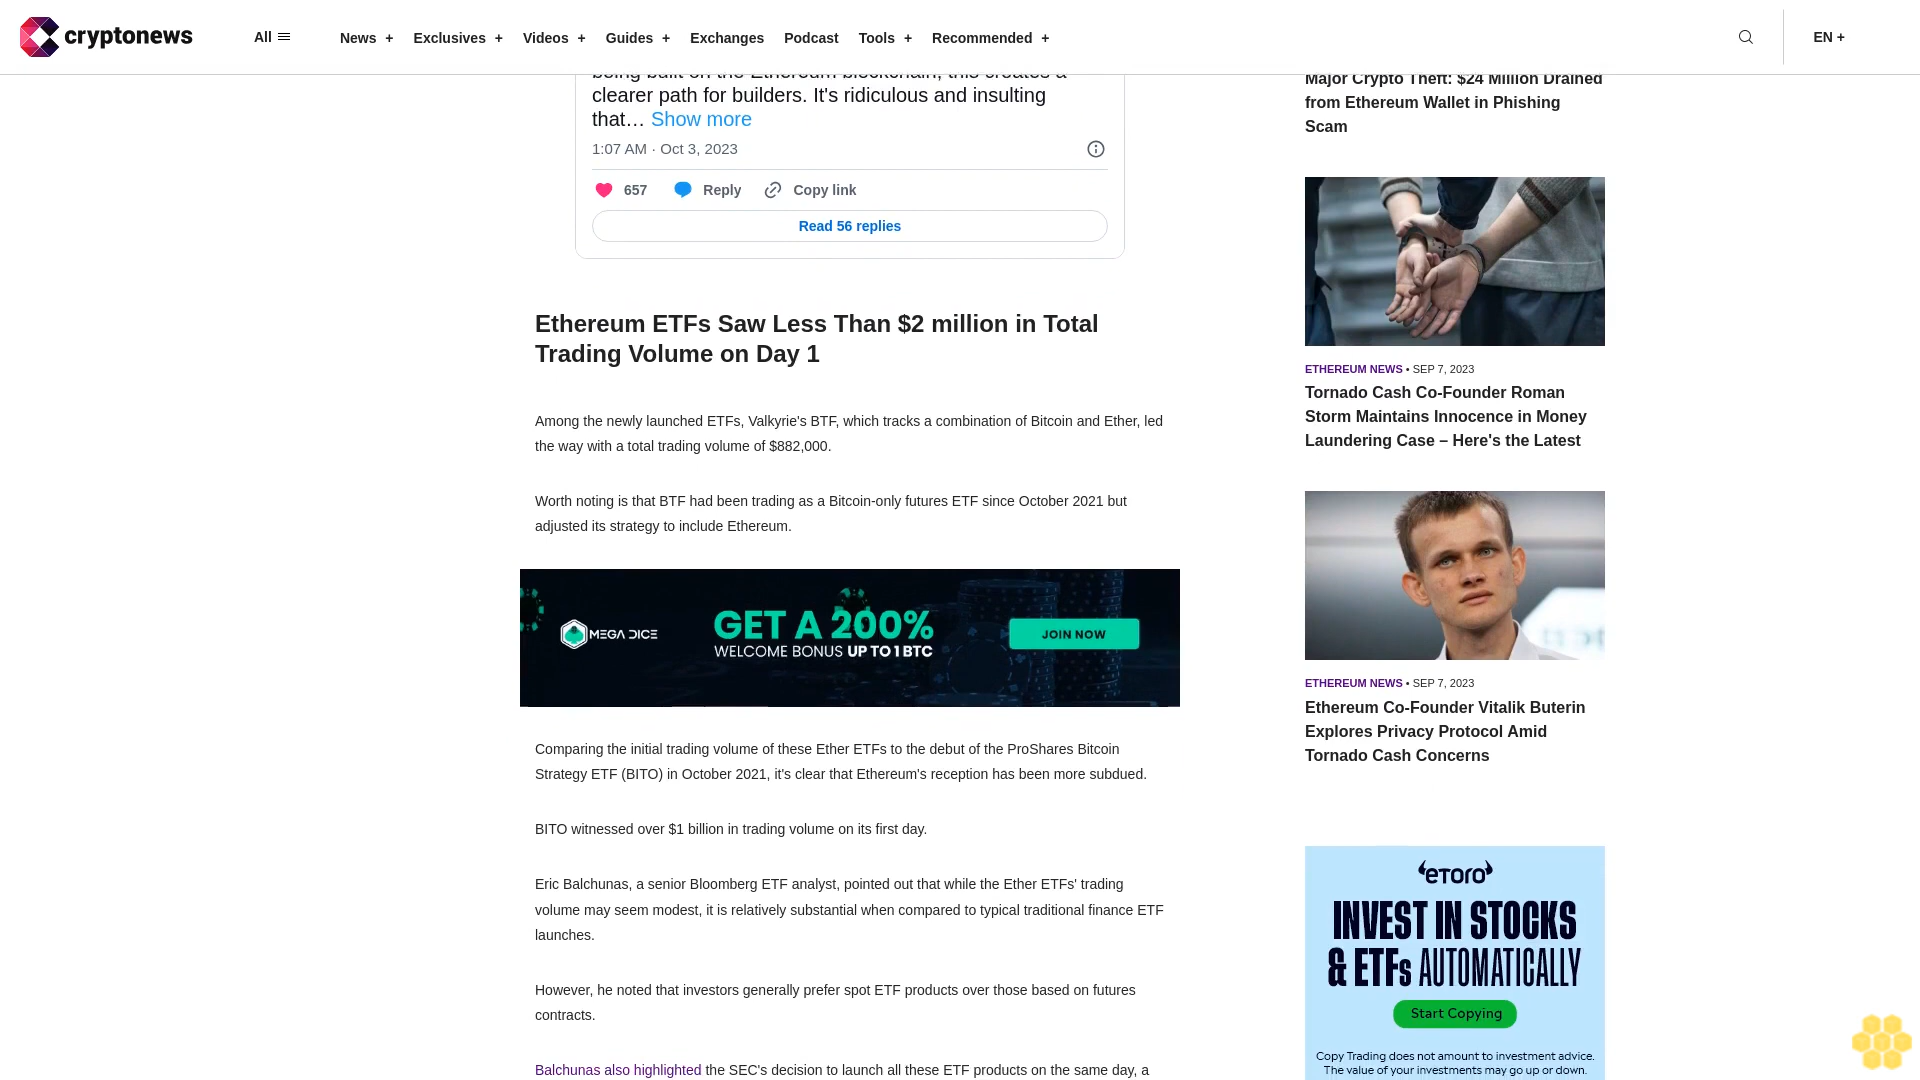 cryptonews
All
News +
Exclusives +
Videos +
Guides +
Exchanges
Podcast
Tools +
Recommended +
EN +
being built on the Ethereum blockchain, this creates a
clearer path for builders. It's ridiculous and insulting
that… Show more
1:07 AM · Oct 3, 2023
657
Reply
Copy link
Read 56 replies
Ethereum ETFs Saw Less Than $2 million in Total
Trading Volume on Day 1
Among the newly launched ETFs, Valkyrie's BTF, which tracks a combination of Bitcoin and Ether, led
the way with a total trading volume of $882,000.
Worth noting is that BTF had been trading as a Bitcoin-only futures ETF since October 2021 but
adjusted its strategy to include Ethereum.
MEGA DICE
GET A 200%
WELCOME BONUS UP TO 1 BTC
JOIN NOW
Comparing the initial trading volume of these Ether ETFs to the debut of the ProShares Bitcoin
Strategy ETF (BITO) in October 2021, it's clear that Ethereum's reception has been more subdued.
BITO witnessed over $1 billion in trading volume on its first day.
Eric Balchunas, a senior Bloomberg ETF analyst, pointed out that while the Ether ETFs' trading
volume may seem modest, it is relatively substantial when compared to typical traditional finance ETF
launches.
However, he noted that investors generally prefer spot ETF products over those based on futures
contracts.
Balchunas also highlighted the SEC's decision to launch all these ETF products on the same day, a
Major Crypto Theft: $24 Million Drained
from Ethereum Wallet in Phishing
Scam
ETHEREUM NEWS • SEP 7, 2023
Tornado Cash Co-Founder Roman
Storm Maintains Innocence in Money
Laundering Case – Here's the Latest
ETHEREUM NEWS • SEP 7, 2023
Ethereum Co-Founder Vitalik Buterin
Explores Privacy Protocol Amid
Tornado Cash Concerns
eToro
INVEST IN STOCKS
& ETFs AUTOMATICALLY
Start Copying
Copy Trading does not amount to investment advice.
The value of your investments may go up or down.